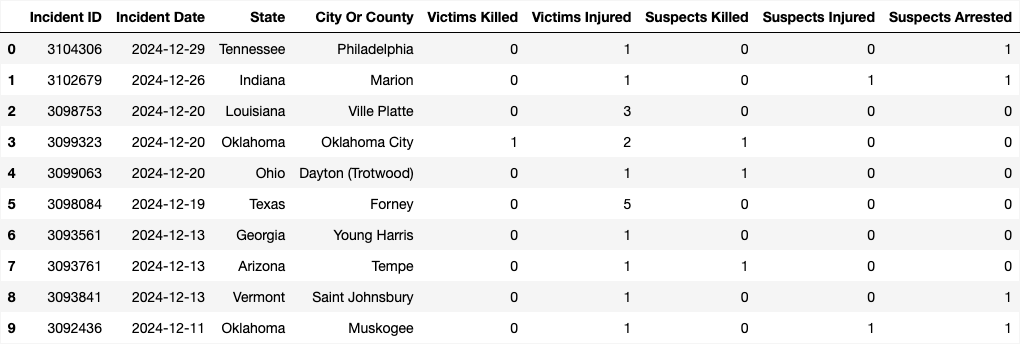 Incident ID Incident Date State City Or County Victims Killed Victims Injured Suspects Killed Suspects Injured Suspects Arrested
0 3104306 2024-12-29 Tennessee Philadelphia 0 1 0 0 1
1 3102679 2024-12-26 Indiana Marion 0 1 0 1 1
2 3098753 2024-12-20 Louisiana Ville Platte 0 3 0 0 0
3 3099323 2024-12-20 Oklahoma Oklahoma City 1 2 1 0 0
4 3099063 2024-12-20 Ohio Dayton (Trotwood) 0 1 1 0 0
5 3098084 2024-12-19 Texas Forney 0 5 0 0 0
6 3093561 2024-12-13 Georgia Young Harris 0 1 0 0 0
7 3093761 2024-12-13 Arizona Tempe 0 1 1 0 0
8 3093841 2024-12-13 Vermont Saint Johnsbury 0 1 0 0 1
9 3092436 2024-12-11 Oklahoma Muskogee 0 1 0 1 1